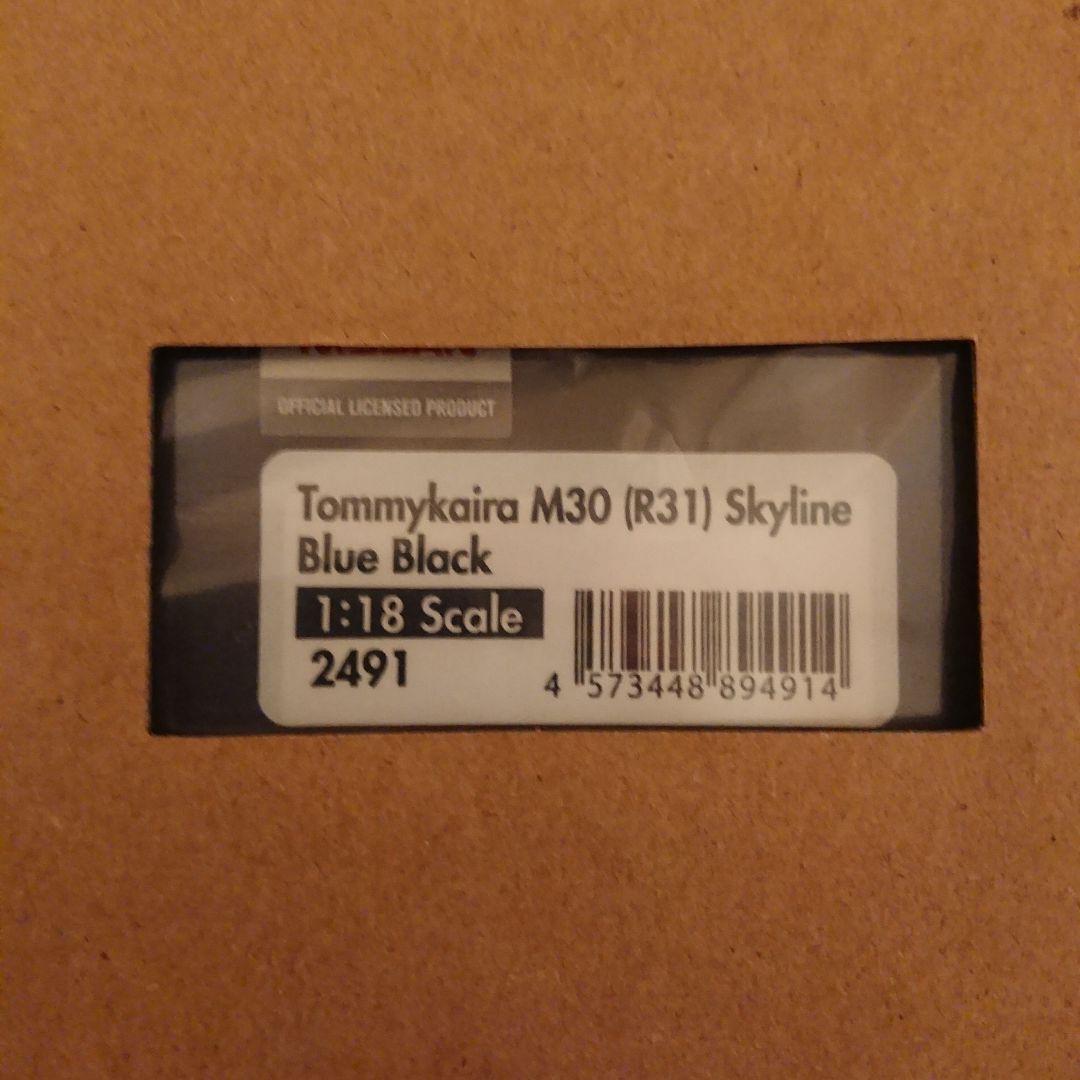 OFFICIAL LICENSED PRODUCT
Tommykaira M30 (R31) Skyline
Blue Black
1:18 Scale
2491
4 573448 894914